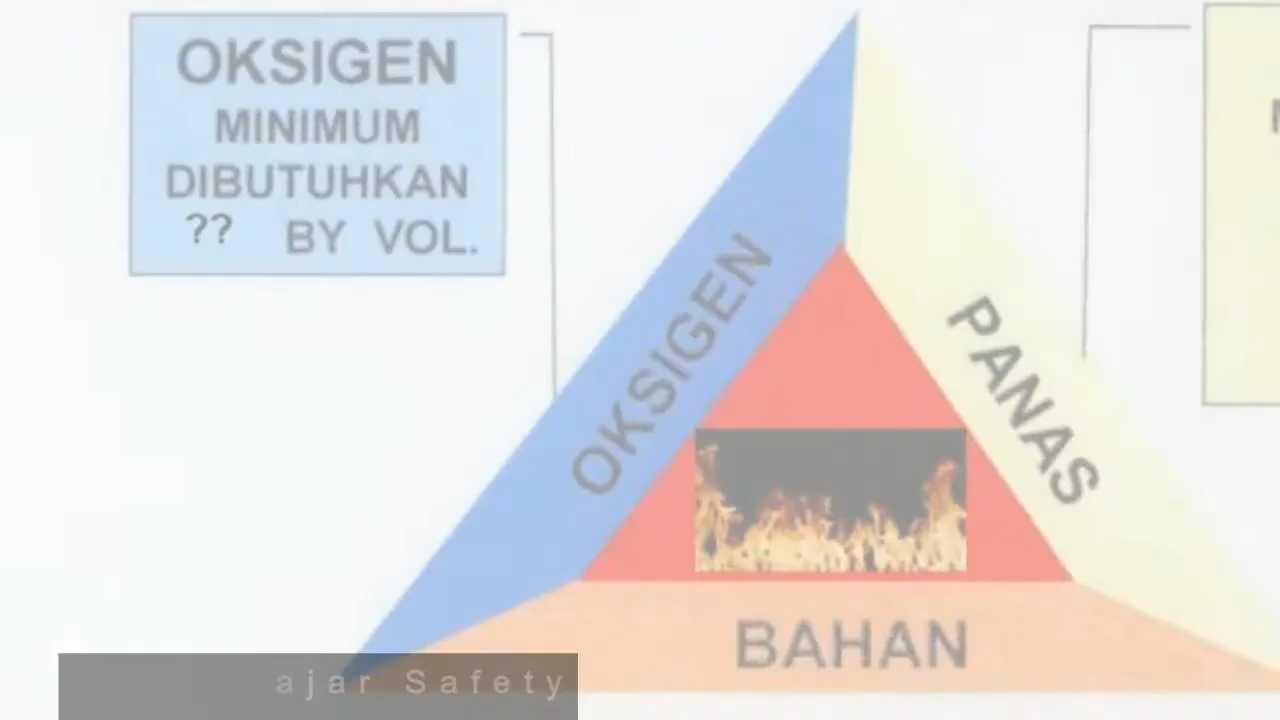 OKSIGEN
MINIMUM
DIBUTUHKAN
?? BY VOL.
OKSIGEN
PANAS
BAHAN
ajar Safety